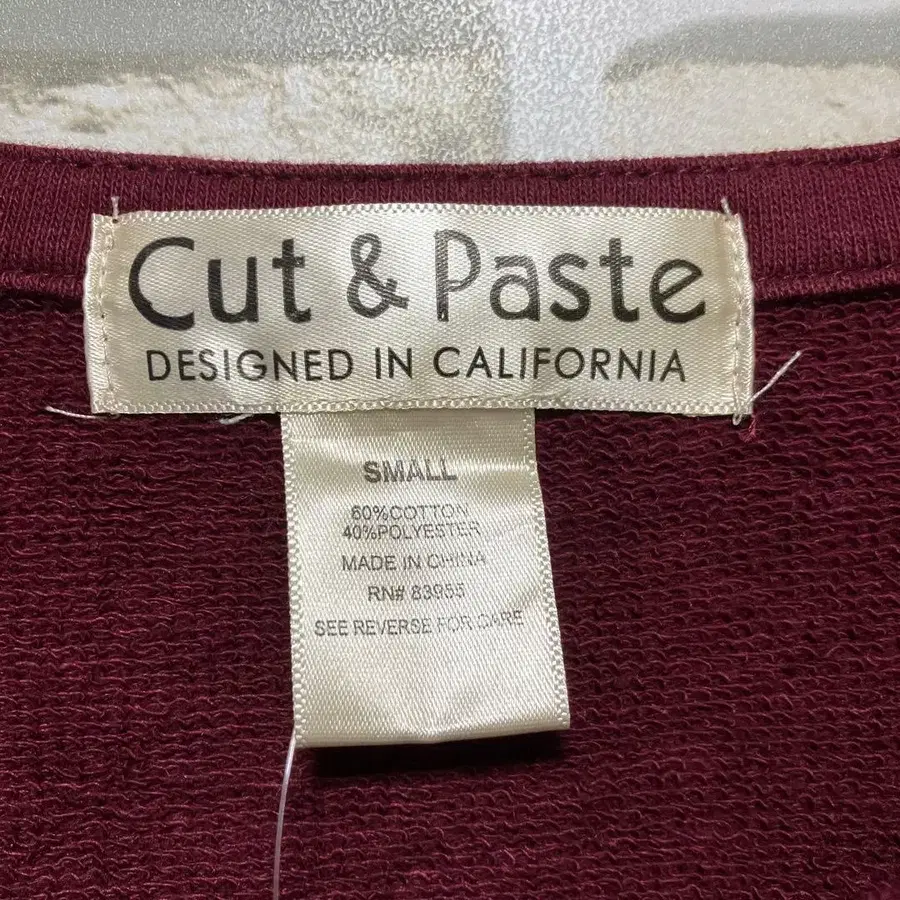 Cut & Paste
DESIGNED IN CALIFORNIA
SMALL
60%COTTON
40%POLYESTER
MADE IN CHINA
RN# 83955
SEE REVERSE FOR CARE